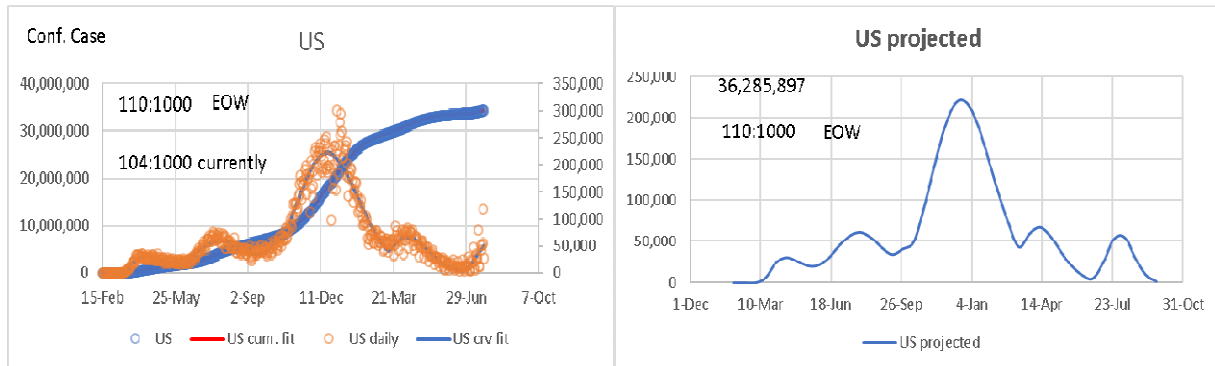 Conf. Case
US
40,000,000
30,000,000
20,000,000
10,000,000
0
350,000
300,000
250,000
200,000
150,000
100,000
50,000
0
110:1000 EOW
104:1000 currently
15-Feb 25-May 2-Sep 11-Dec 21-Mar 29-Jun 7-Oct
US US cum. fit US daily US crv fit
US projected
250,000
200,000
150,000
100,000
50,000
0
36,285,897
110:1000 EOW
1-Dec 10-Mar 18-Jun 26-Sep 4-Jan 14-Apr 23-Jul 31-Oct
US projected